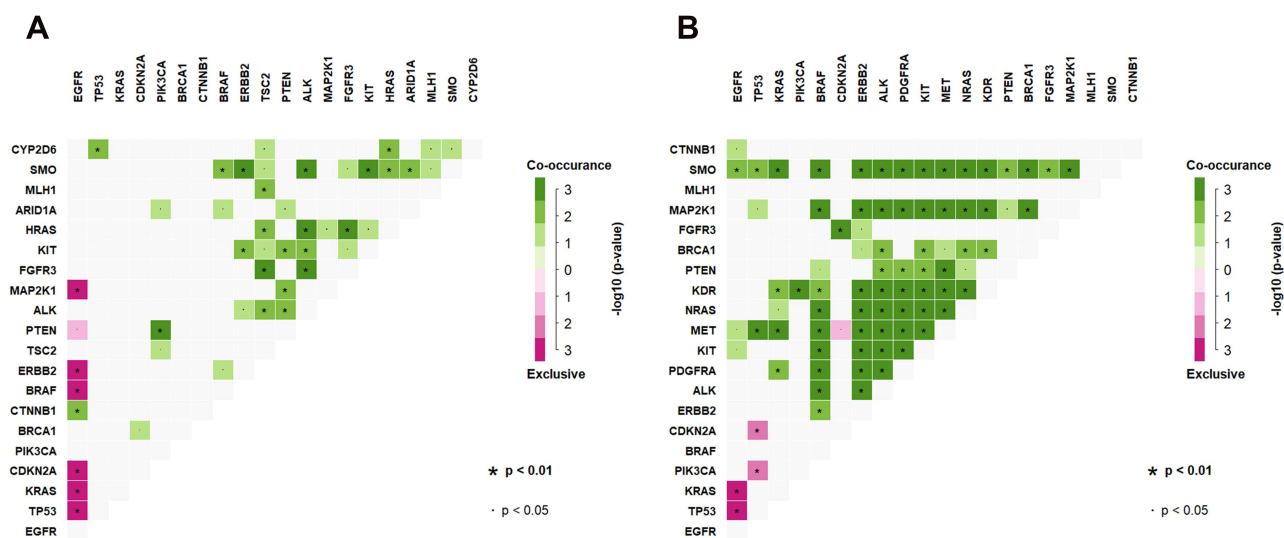 A
B
EGFR TP53 KRAS CDKN2A PIK3CA BRCA1 CTNNB1 BRAF ERBB2 TSC2 PTEN ALK MAP2K1 FGFR3 KIT HRAS ARID1A MLH1 SMO CYP2D6
EGFR TP53 KRAS PIK3CA BRAF CDKN2A ERBB2 ALK PDGFRA KIT MET NRAS KDR PTEN BRCA1 FGFR3 MAP2K1 MLH1 SMO CTNNB1
CYP2D6
SMO
MLH1
ARID1A
HRAS
KIT
FGFR3
MAP2K1
ALK
PTEN
TSC2
ERBB2
BRAF
CTNNB1
BRCA1
PIK3CA
CDKN2A
KRAS
TP53
EGFR
Co-occurance
3
2
1
0
1
2
3
Exclusive
-log10 (p-value)
* p < 0.01
· p < 0.05
CTNNB1
SMO
MLH1
MAP2K1
FGFR3
BRCA1
PTEN
KDR
NRAS
MET
KIT
PDGFRA
ALK
ERBB2
CDKN2A
BRAF
PIK3CA
KRAS
TP53
EGFR
Co-occurance
3
2
1
0
1
2
3
Exclusive
-log10 (p-value)
* p < 0.01
· p < 0.05